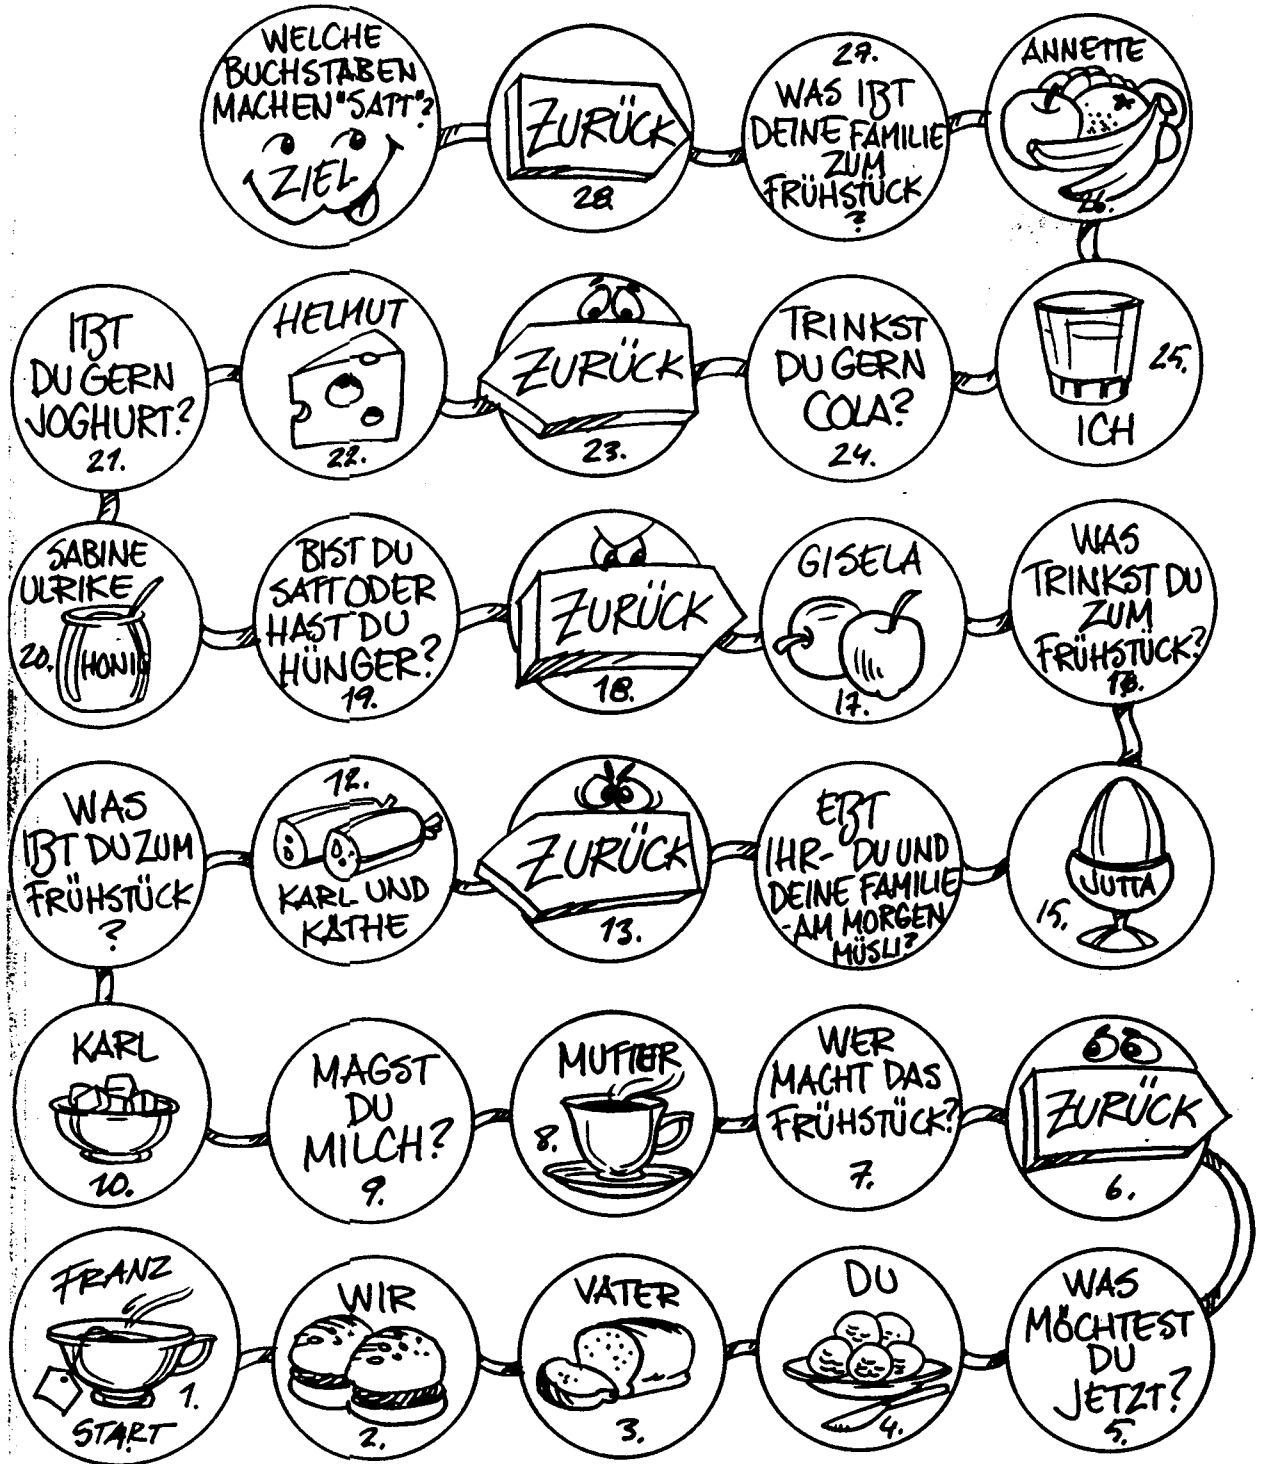 WELCHE
BUCHSTABEN
MACHEN "SATT"?
ZIEL
ZURÜCK
28.
27.
WAS IßT
DEINE FAMILIE
ZUM
FRÜHSTÜCK
?
ANNETTE
26.
IßT
DU GERN
JOGHURT?
21.
HELMUT
22.
ZURÜCK
23.
TRINKST
DU GERN
COLA?
24.
25.
ICH
SABINE
ULRIKE
20.
HONIG
BIST DU
SATT ODER
HAST DU
HÜNGER?
19.
ZURÜCK
18.
GISELA
17.
WAS
TRINKST DU
ZUM
FRÜHSTÜCK?
16.
WAS
IßT DU ZUM
FRÜHSTÜCK
?
12.
KARL UND
KÄTHE
ZURÜCK
13.
EßT
IHR- DU UND
DEINE FAMILIE
-AM MORGEN
MÜSLI?
JUTTA
15.
KARL
10.
MAGST
DU
MILCH?
9.
MUTTER
8.
WER
MACHT DAS
FRÜHSTÜCK?
7.
ZURÜCK
6.
FRANZ
1.
START
WIR
2.
VATER
3.
DU
4.
WAS
MÖCHTEST
DU
JETZT?
5.